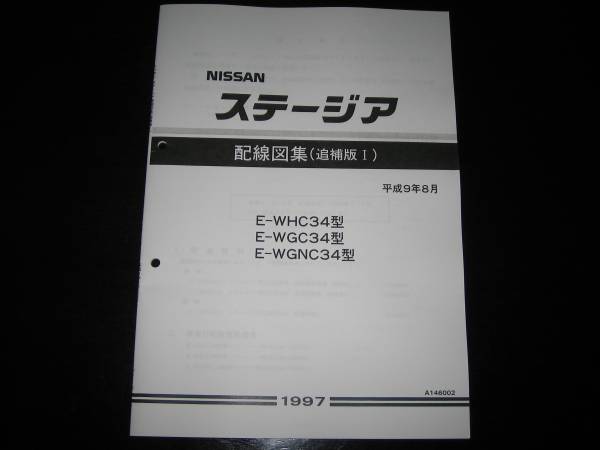 NISSAN
ステージア
配線図集(追補版Ⅰ)
平成9年8月
E-WHC34型
E-WGC34型
E-WGNC34型
A146002
1997